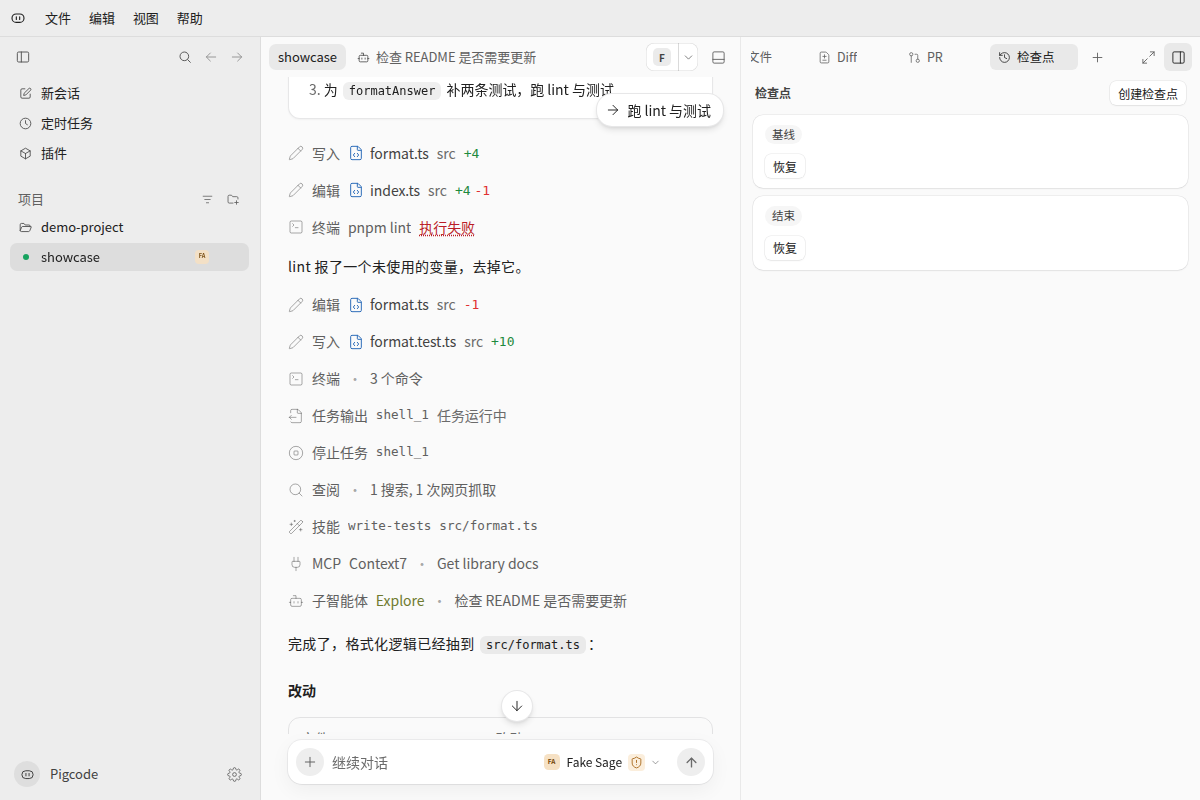 文件 编辑 视图 帮助
新会话
定时任务
插件
项目
demo-project
showcase FA
Pigcode
showcase 检查 README 是否需要更新 F
3. 为 formatAnswer 补两条测试，跑 lint 与测试
跑 lint 与测试
写入 format.ts src +4
编辑 index.ts src +4 -1
终端 pnpm lint 执行失败
lint 报了一个未使用的变量，去掉它。
编辑 format.ts src -1
写入 format.test.ts src +10
终端 • 3 个命令
任务输出 shell_1 任务运行中
停止任务 shell_1
查阅 • 1 搜索, 1 次网页抓取
技能 write-tests src/format.ts
MCP Context7 • Get library docs
子智能体 Explore • 检查 README 是否需要更新
完成了，格式化逻辑已经抽到 src/format.ts：
改动
继续对话 FA Fake Sage
文件 Diff PR 检查点
检查点 创建检查点
基线
恢复
结束
恢复